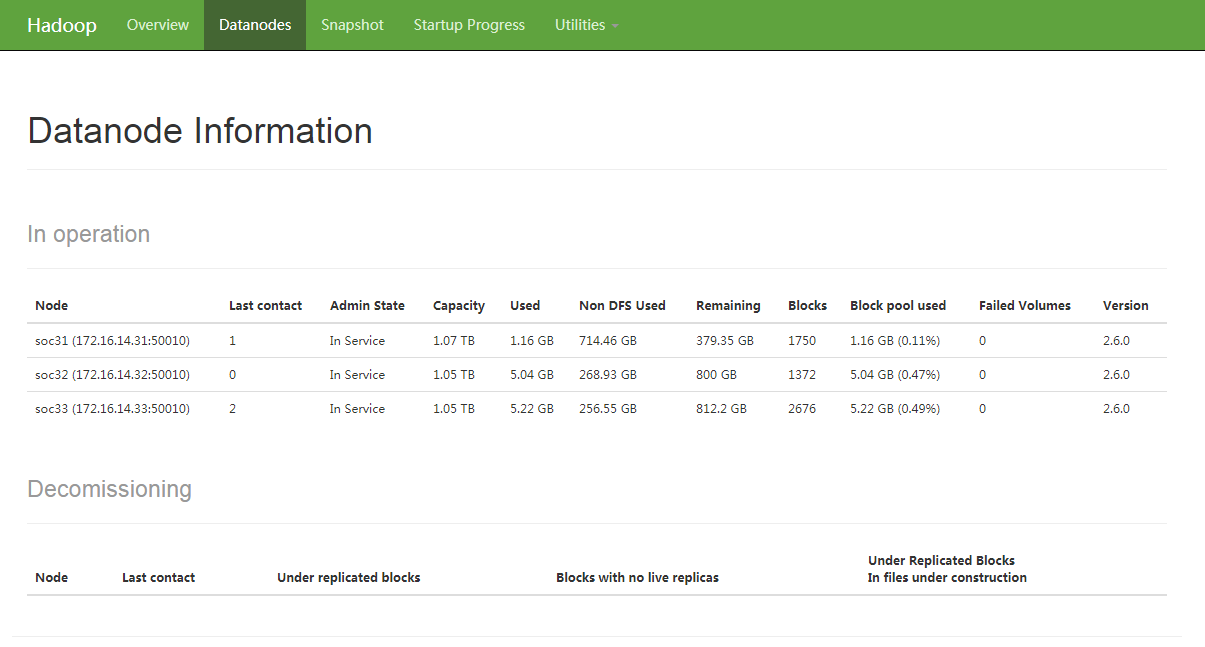 Hadoop Overview Datanodes Snapshot Startup Progress Utilities
Datanode Information
In operation
Node Last contact Admin State Capacity Used Non DFS Used Remaining Blocks Block pool used Failed Volumes Version
soc31 (172.16.14.31:50010) 1 In Service 1.07 TB 1.16 GB 714.46 GB 379.35 GB 1750 1.16 GB (0.11%) 0 2.6.0
soc32 (172.16.14.32:50010) 0 In Service 1.05 TB 5.04 GB 268.93 GB 800 GB 1372 5.04 GB (0.47%) 0 2.6.0
soc33 (172.16.14.33:50010) 2 In Service 1.05 TB 5.22 GB 256.55 GB 812.2 GB 2676 5.22 GB (0.49%) 0 2.6.0
Decomissioning
Under Replicated Blocks
Node Last contact Under replicated blocks Blocks with no live replicas In files under construction